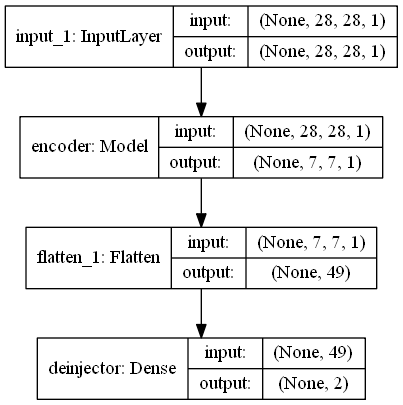 input_1: InputLayer
input: (None, 28, 28, 1)
output: (None, 28, 28, 1)
encoder: Model
input: (None, 28, 28, 1)
output: (None, 7, 7, 1)
flatten_1: Flatten
input: (None, 7, 7, 1)
output: (None, 49)
deinjector: Dense
input: (None, 49)
output: (None, 2)